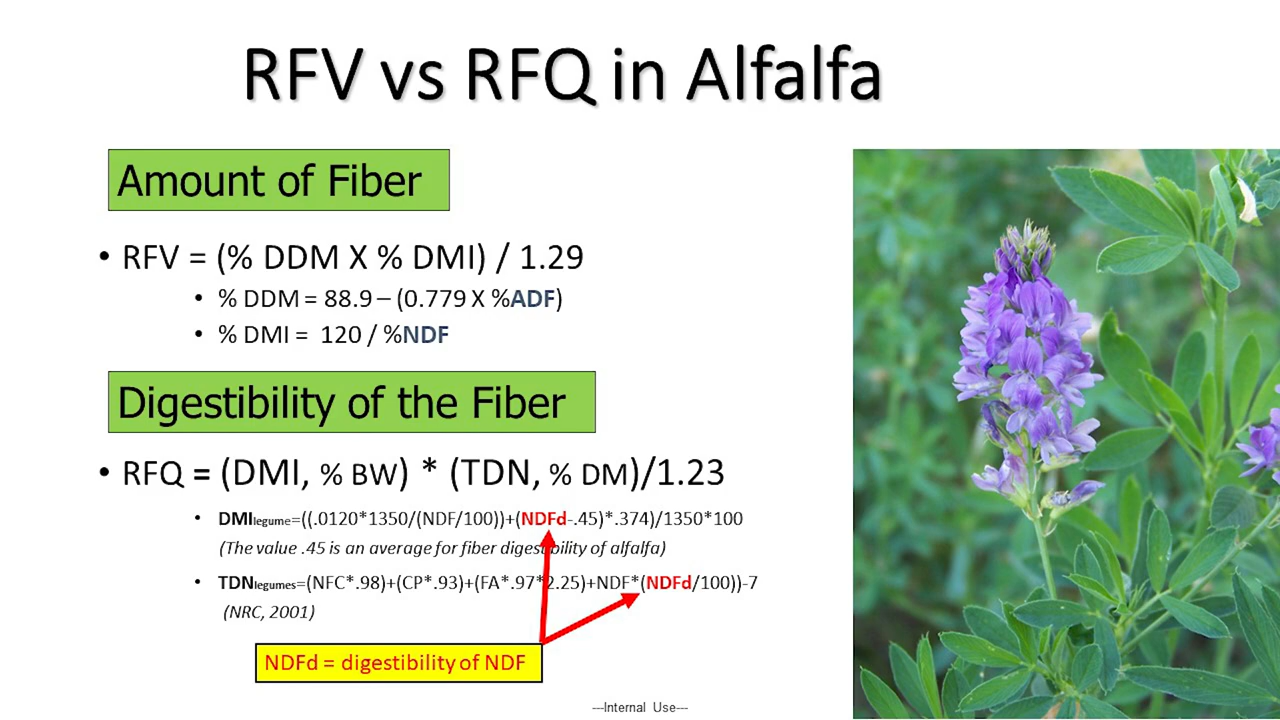 RFV vs RFQ in Alfalfa
Amount of Fiber
• RFV = (% DDM X % DMI) / 1.29
• % DDM = 88.9 – (0.779 X %ADF)
• % DMI = 120 / %NDF
Digestibility of the Fiber
• RFQ = (DMI, % BW) * (TDN, % DM)/1.23
• DMIlegume=((.0120*1350/(NDF/100))+(NDFd-.45)*.374)/1350*100
(The value .45 is an average for fiber digestibility of alfalfa)
• TDNlegumes=(NFC*.98)+(CP*.93)+(FA*.97*2.25)+NDF*(NDFd/100))-7
(NRC, 2001)
NDFd = digestibility of NDF
---Internal Use---